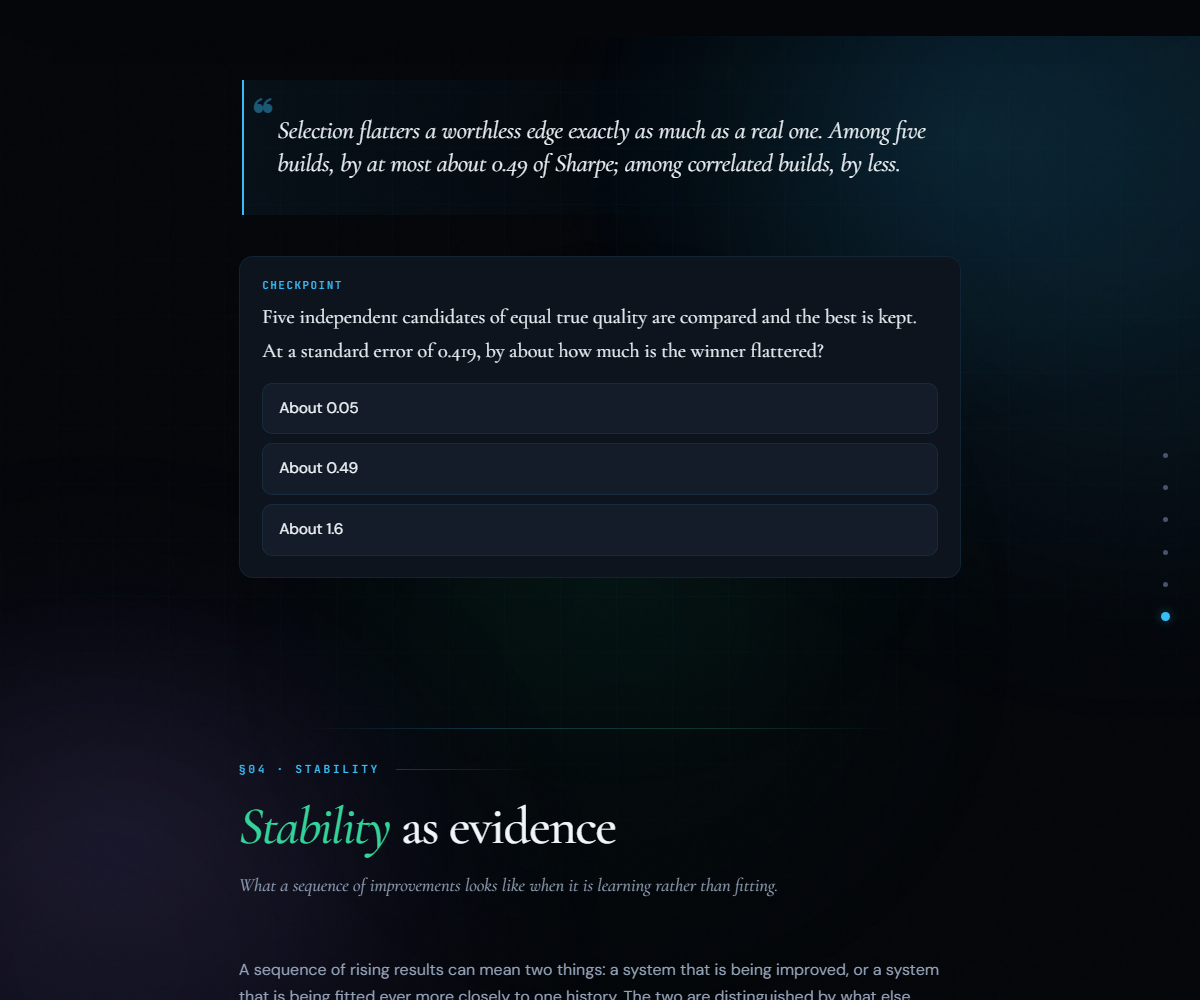 ❝
Selection flatters a worthless edge exactly as much as a real one. Among five
builds, by at most about 0.49 of Sharpe; among correlated builds, by less.
CHECKPOINT
Five independent candidates of equal true quality are compared and the best is kept.
At a standard error of 0.419, by about how much is the winner flattered?
About 0.05
About 0.49
About 1.6
§04 · STABILITY
Stability as evidence
What a sequence of improvements looks like when it is learning rather than fitting.
A sequence of rising results can mean two things: a system that is being improved, or a system
that is being fitted ever more closely to one history. The two are distinguished by what else